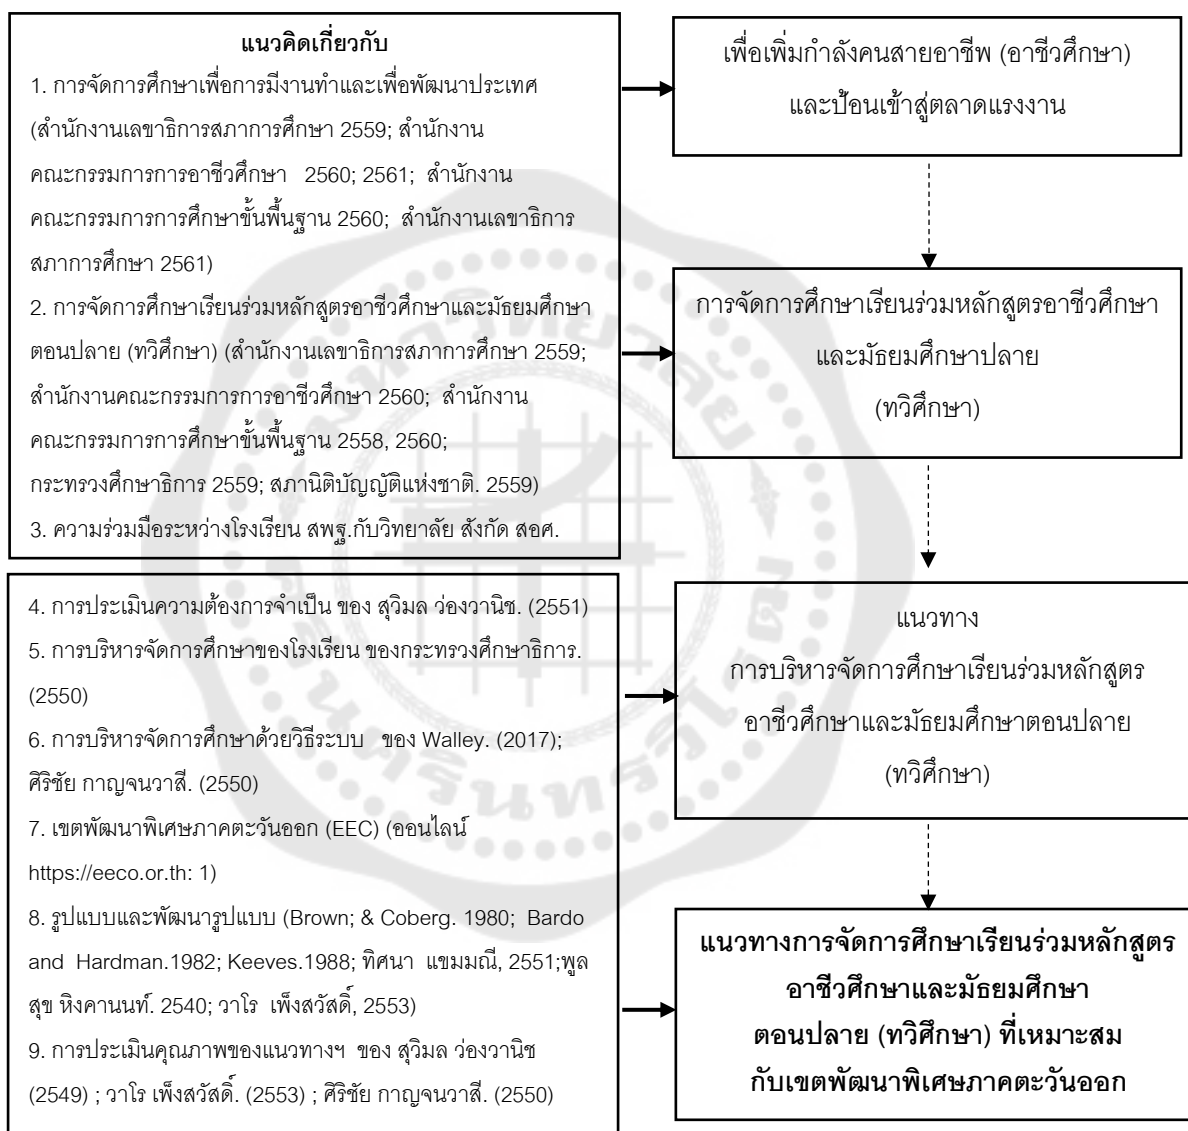 แนวคิดเกี่ยวกับ
1. การจัดการศึกษาเพื่อการมีงานทำและเพื่อพัฒนาประเทศ
(สำนักงานเลขาธิการสภาการศึกษา 2559; สำนักงาน
คณะกรรมการการอาชีวศึกษา 2560; 2561; สำนักงาน
คณะกรรมการการศึกษาขั้นพื้นฐาน 2560; สำนักงานเลขาธิการ
สภาการศึกษา 2561)
2. การจัดการศึกษาเรียนร่วมหลักสูตรอาชีวศึกษาและมัธยมศึกษา
ตอนปลาย (ทวิศึกษา) (สำนักงานเลขาธิการสภาการศึกษา 2559;
สำนักงานคณะกรรมการการอาชีวศึกษา 2560; สำนักงาน
คณะกรรมการการศึกษาขั้นพื้นฐาน 2558, 2560;
กระทรวงศึกษาธิการ 2559; สภานิติบัญญัติแห่งชาติ. 2559)
3. ความร่วมมือระหว่างโรงเรียน สพฐ.กับวิทยาลัย สังกัด สอศ.
4. การประเมินความต้องการจำเป็น ของ สุวิมล ว่องวานิช. (2551)
5. การบริหารจัดการศึกษาของโรงเรียน ของกระทรวงศึกษาธิการ.
(2550)
6. การบริหารจัดการศึกษาด้วยวิธีระบบ ของ Walley. (2017);
ศิริชัย กาญจนวาสี. (2550)
7. เขตพัฒนาพิเศษภาคตะวันออก (EEC) (ออนไลน์
https://eeco.or.th: 1)
8. รูปแบบและพัฒนารูปแบบ (Brown; & Coberg. 1980; Bardo
and Hardman.1982; Keeves.1988; ทิศนา แขมมณี, 2551;พูล
สุข หิงคานนท์. 2540; วาโร เพ็งสวัสดิ์, 2553)
9. การประเมินคุณภาพของแนวทางฯ ของ สุวิมล ว่องวานิช
(2549) ; วาโร เพ็งสวัสดิ์. (2553) ; ศิริชัย กาญจนวาสี. (2550)
เพื่อเพิ่มกำลังคนสายอาชีพ (อาชีวศึกษา)
และป้อนเข้าสู่ตลาดแรงงาน
การจัดการศึกษาเรียนร่วมหลักสูตรอาชีวศึกษา
และมัธยมศึกษาปลาย
(ทวิศึกษา)
แนวทาง
การบริหารจัดการศึกษาเรียนร่วมหลักสูตร
อาชีวศึกษาและมัธยมศึกษาตอนปลาย
(ทวิศึกษา)
แนวทางการจัดการศึกษาเรียนร่วมหลักสูตร
อาชีวศึกษาและมัธยมศึกษา
ตอนปลาย (ทวิศึกษา) ที่เหมาะสม
กับเขตพัฒนาพิเศษภาคตะวันออก
มหาวิทยาลัย
ศรีนครินทรวิโรฒ